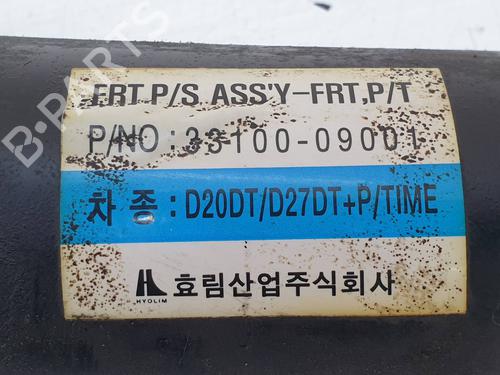 FRT P/S ASS'Y-FRT,P/T
P/NO : 33100-09001
차 종 : D20DT/D27DT+P/TIME
HYOLIM
효림산업주식회사
B-PARTS